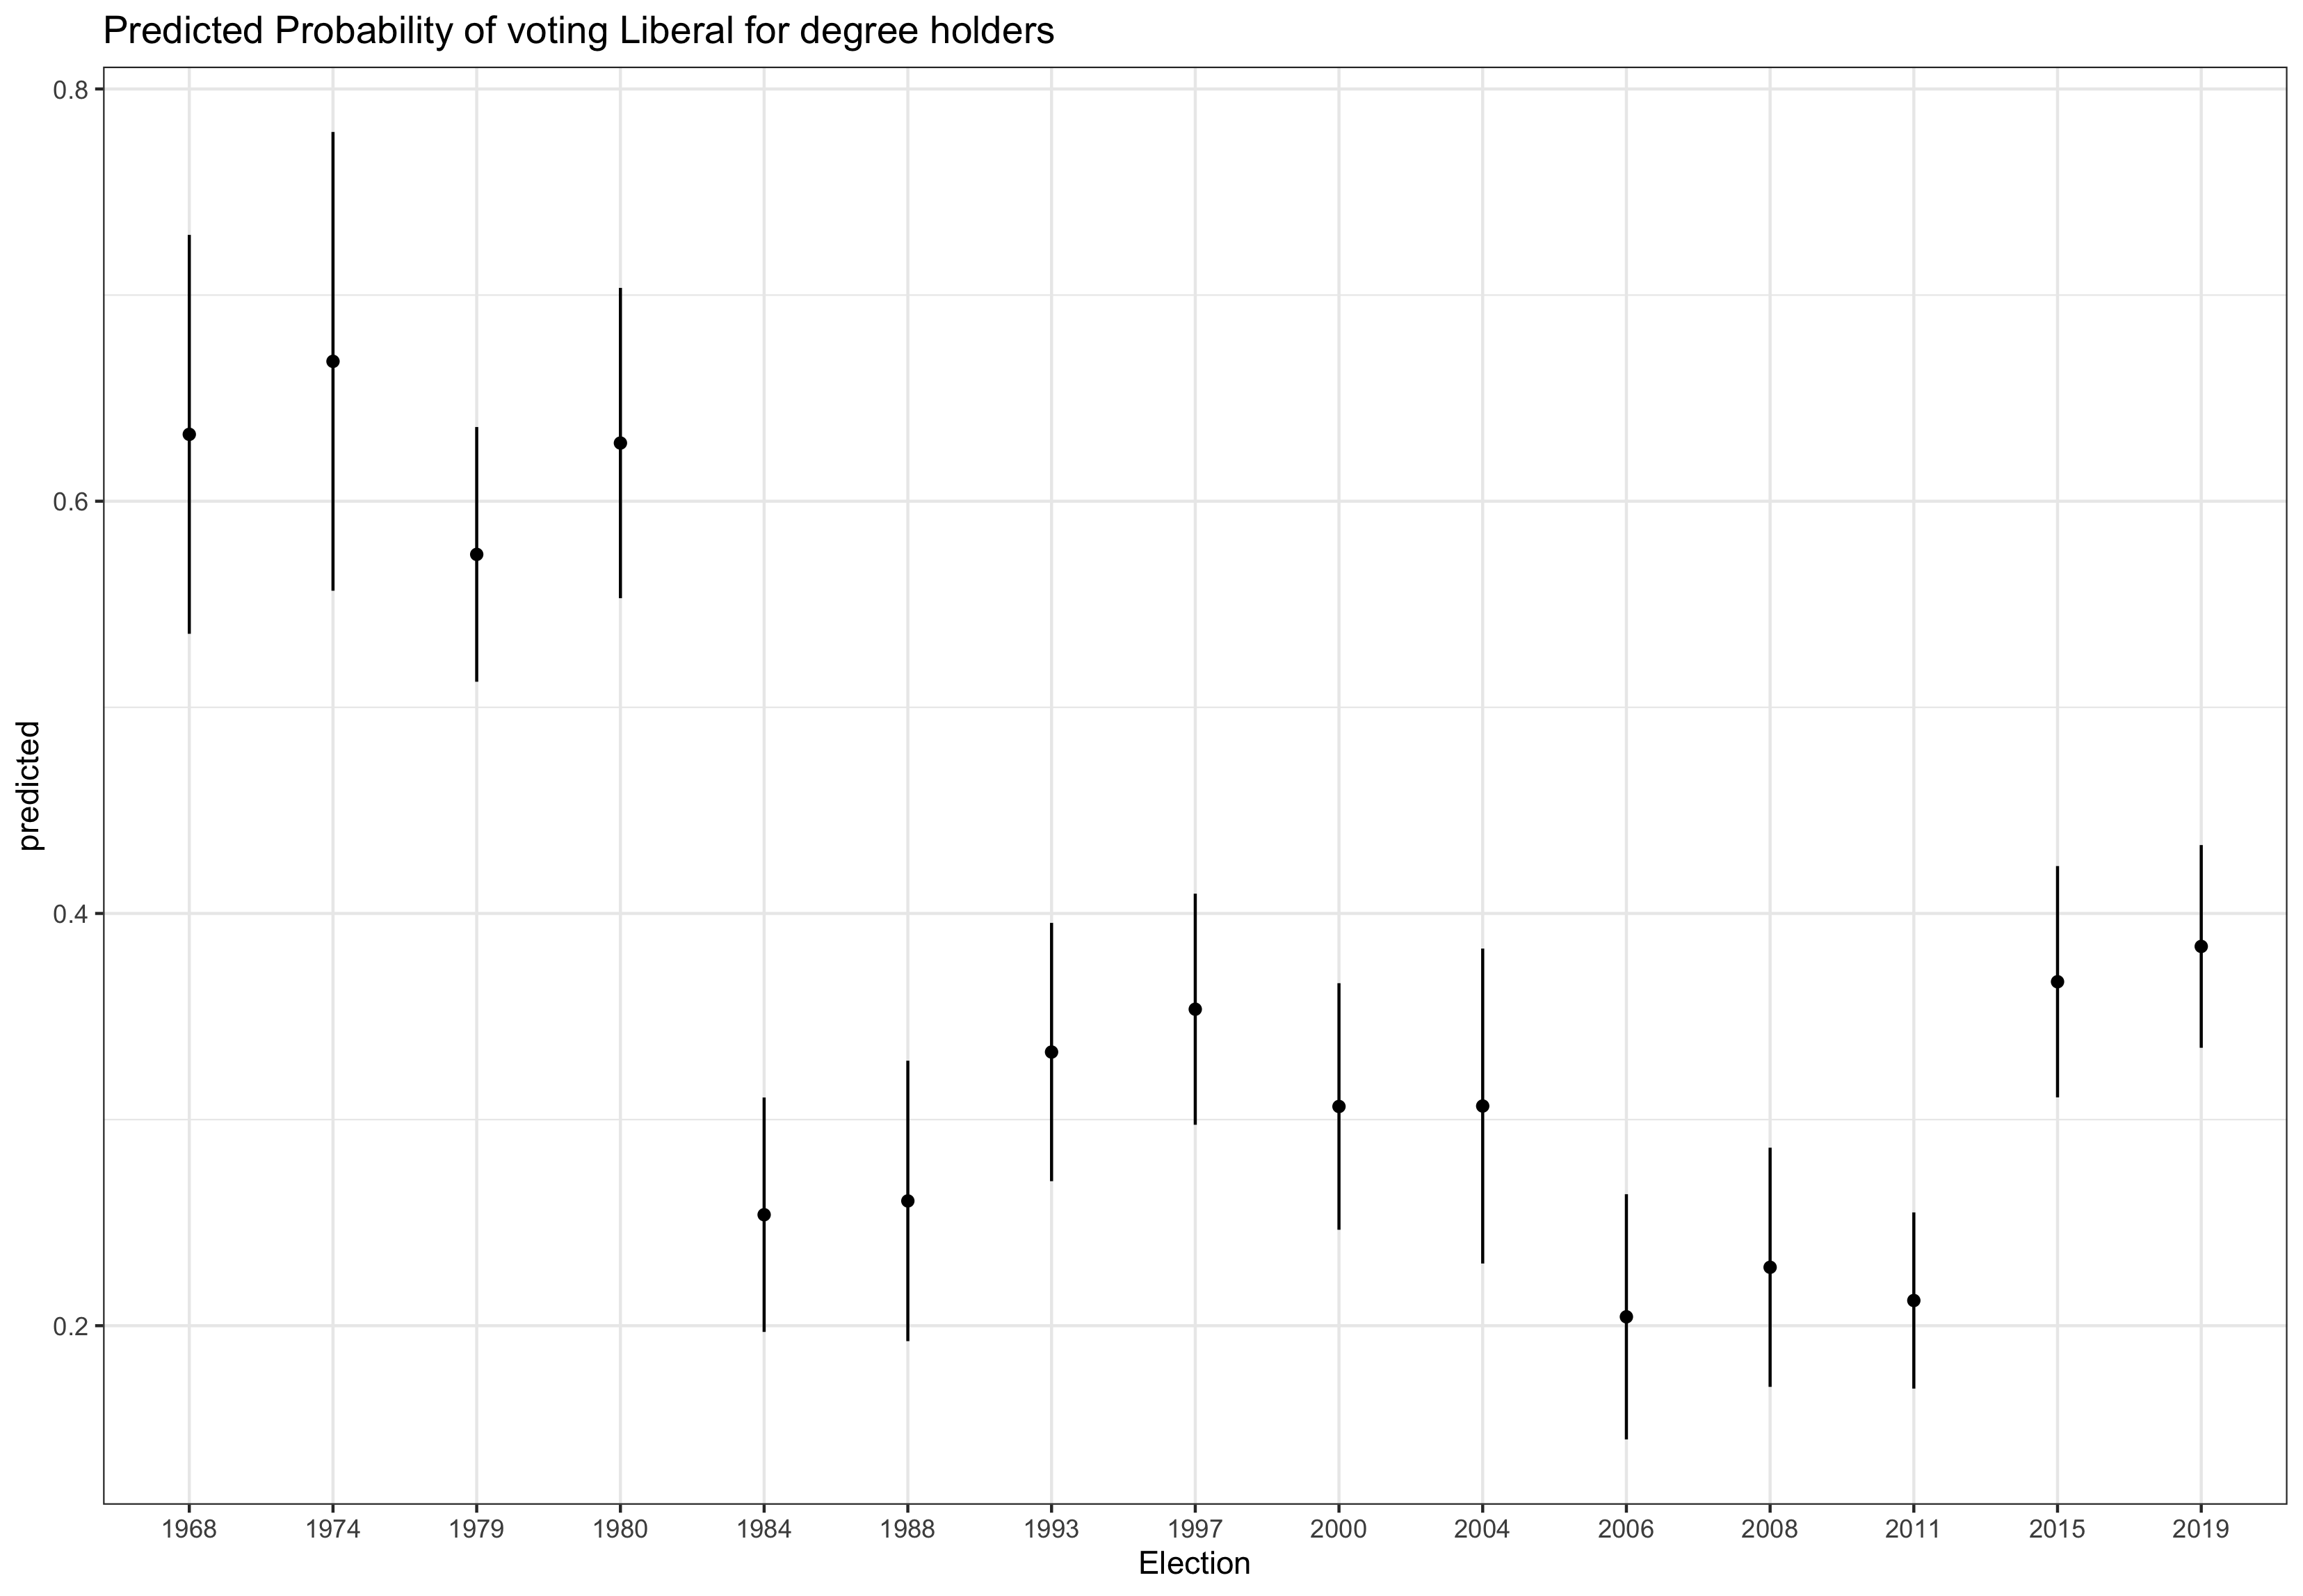 Predicted Probability of voting Liberal for degree holders
predicted
0.8
0.6
0.4
0.2
1968 1974 1979 1980 1984 1988 1993 1997 2000 2004 2006 2008 2011 2015 2019
Election